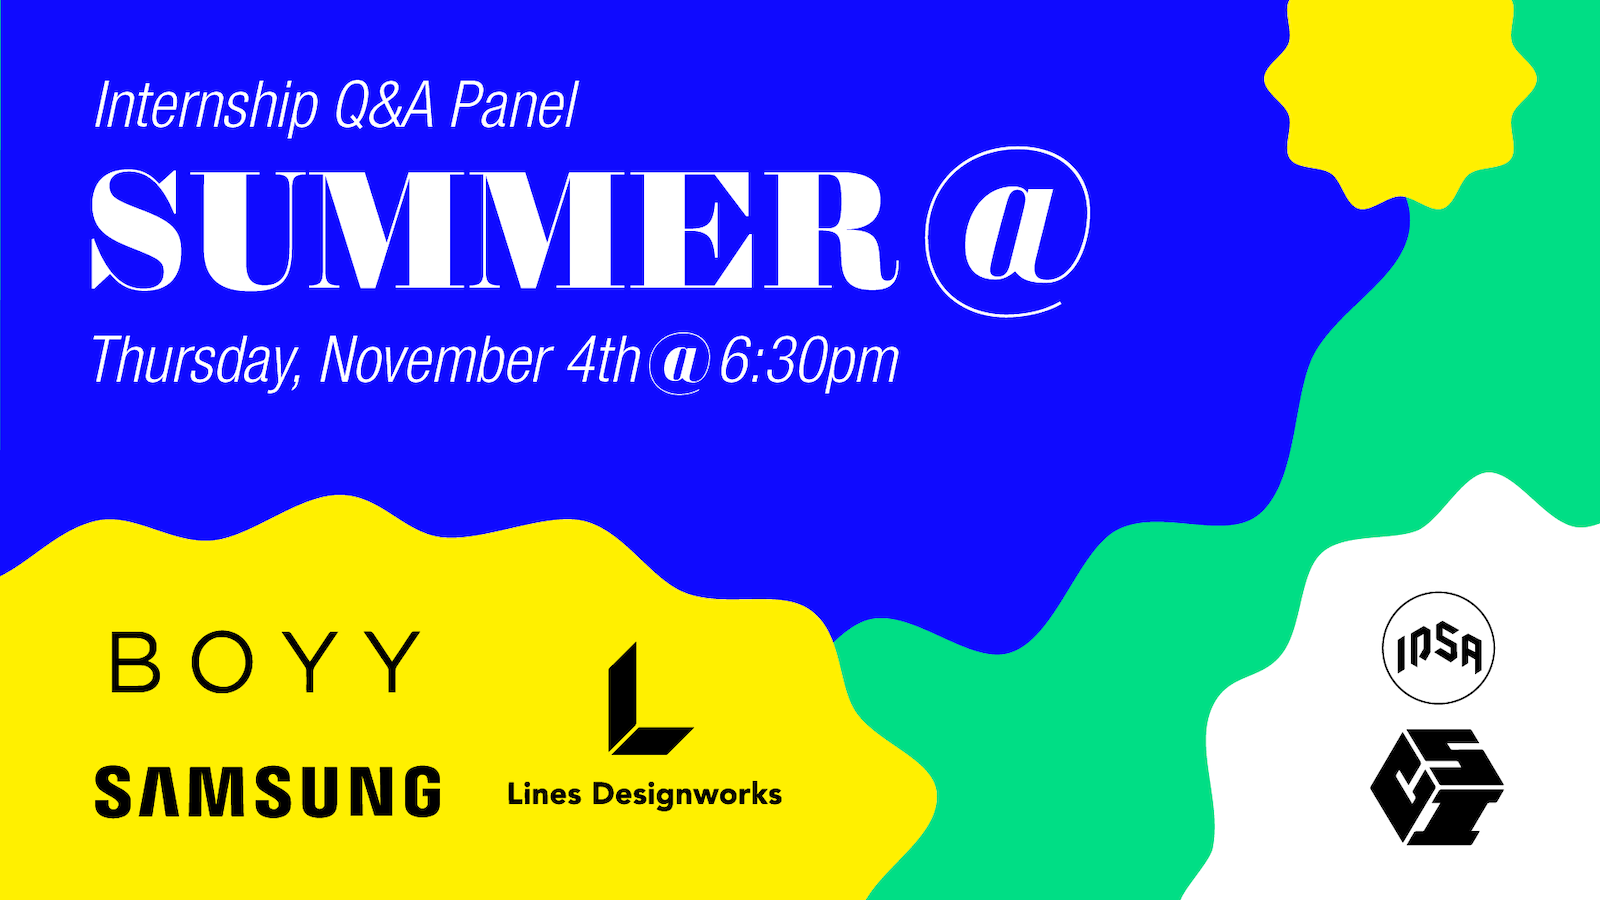 Internship Q&A Panel
SUMMER @
Thursday, November 4th @ 6:30pm
BOYY
SAMSUNG
Lines Designworks
IDSA